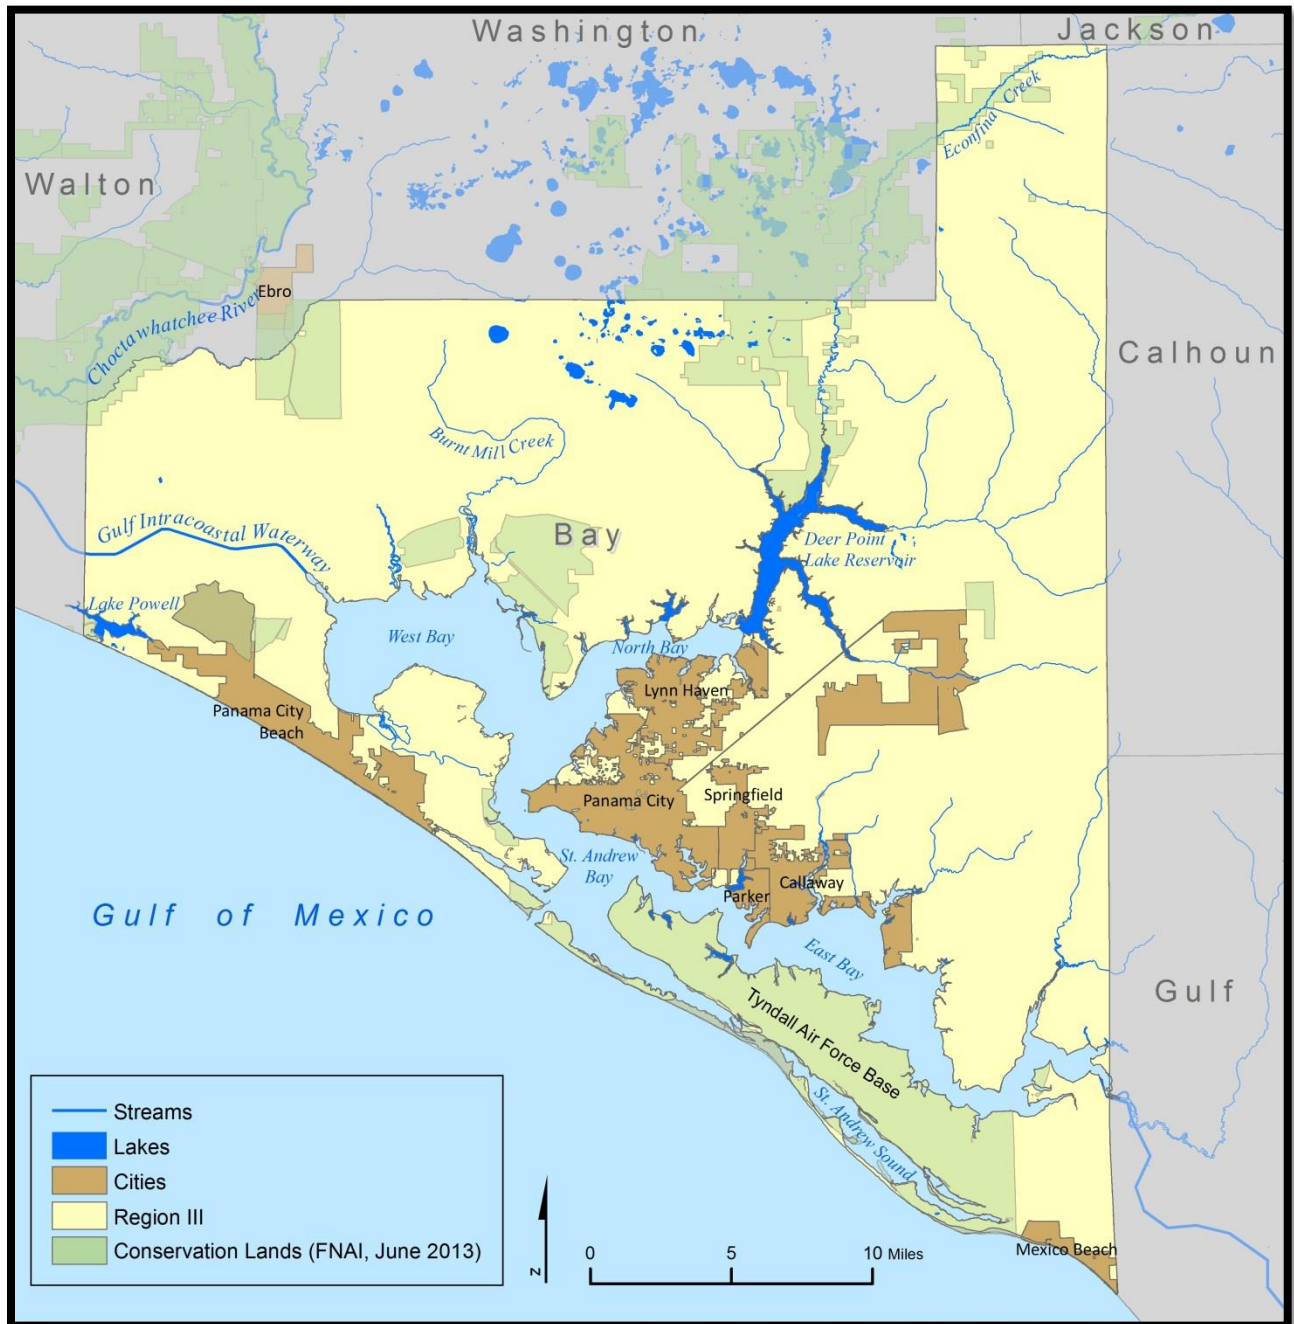 Washington
Jackson
Econfina Creek
Walton
Ebro
Choctawhatchee River
Calhoun
Burnt Mill Creek
Gulf Intracoastal Waterway
Bay
Deer Point
Lake Reservoir
Lake Powell
West Bay
North Bay
Lynn Haven
Panama City
Beach
Panama City
Springfield
St. Andrew
Bay
Callaway
Parker
Gulf of Mexico
East Bay
Tyndall Air Force Base
Gulf
St. Andrew Sound
Streams
Lakes
Cities
Region III
Conservation Lands (FNAI, June 2013)
Mexico Beach
z
0 5 10 Miles